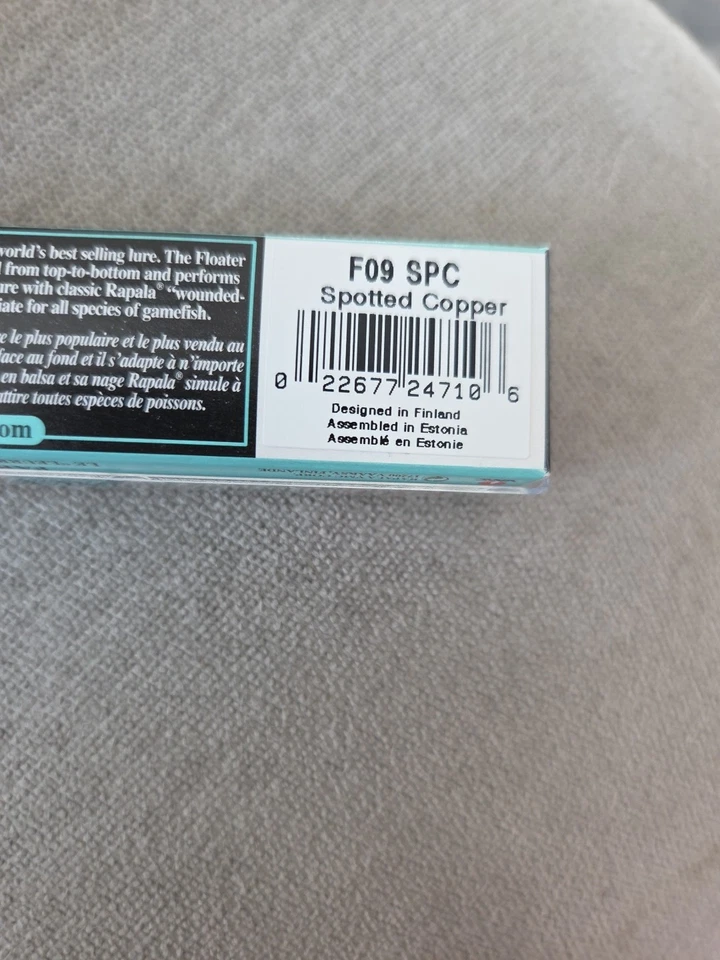 world's best selling lure. The Floater
from top-to-bottom and performs
ure with classic Rapala® "wounded-
iate for all species of gamefish.
e le plus populaire et le plus vendu au
face au fond et il s'adapte à n'importe
en balsa et sa nage Rapala® simule à
attire toutes espèces de poissons.
om
F09 SPC
Spotted Copper
0 22677 24710 6
Designed in Finland
Assembled in Estonia
Assemblé en Estonie